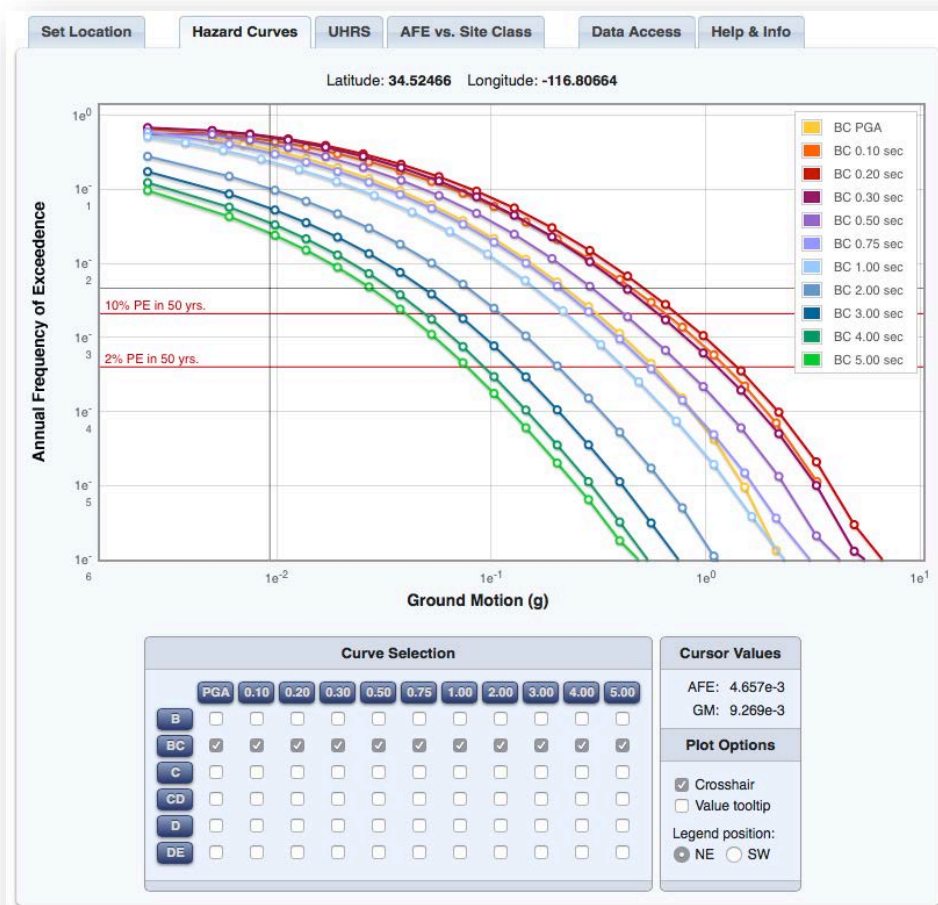 Set Location Hazard Curves UHRS AFE vs. Site Class Data Access Help & Info
Latitude: 34.52466 Longitude: -116.80664
1e0
BC PGA
BC 0.10 sec
BC 0.20 sec
BC 0.30 sec
BC 0.50 sec
BC 0.75 sec
BC 1.00 sec
BC 2.00 sec
BC 3.00 sec
BC 4.00 sec
BC 5.00 sec
Annual Frequency of Exceedence
1e-
1
1e-
2
10% PE in 50 yrs.
1e-
3
2% PE in 50 yrs.
1e-
4
1e-
5
1e-
6
1e-2 1e-1 1e0 1e1
Ground Motion (g)
Curve Selection
PGA 0.10 0.20 0.30 0.50 0.75 1.00 2.00 3.00 4.00 5.00
B
BC
C
CD
D
DE
Cursor Values
AFE: 4.657e-3
GM: 9.269e-3
Plot Options
Crosshair
Value tooltip
Legend position:
NE SW